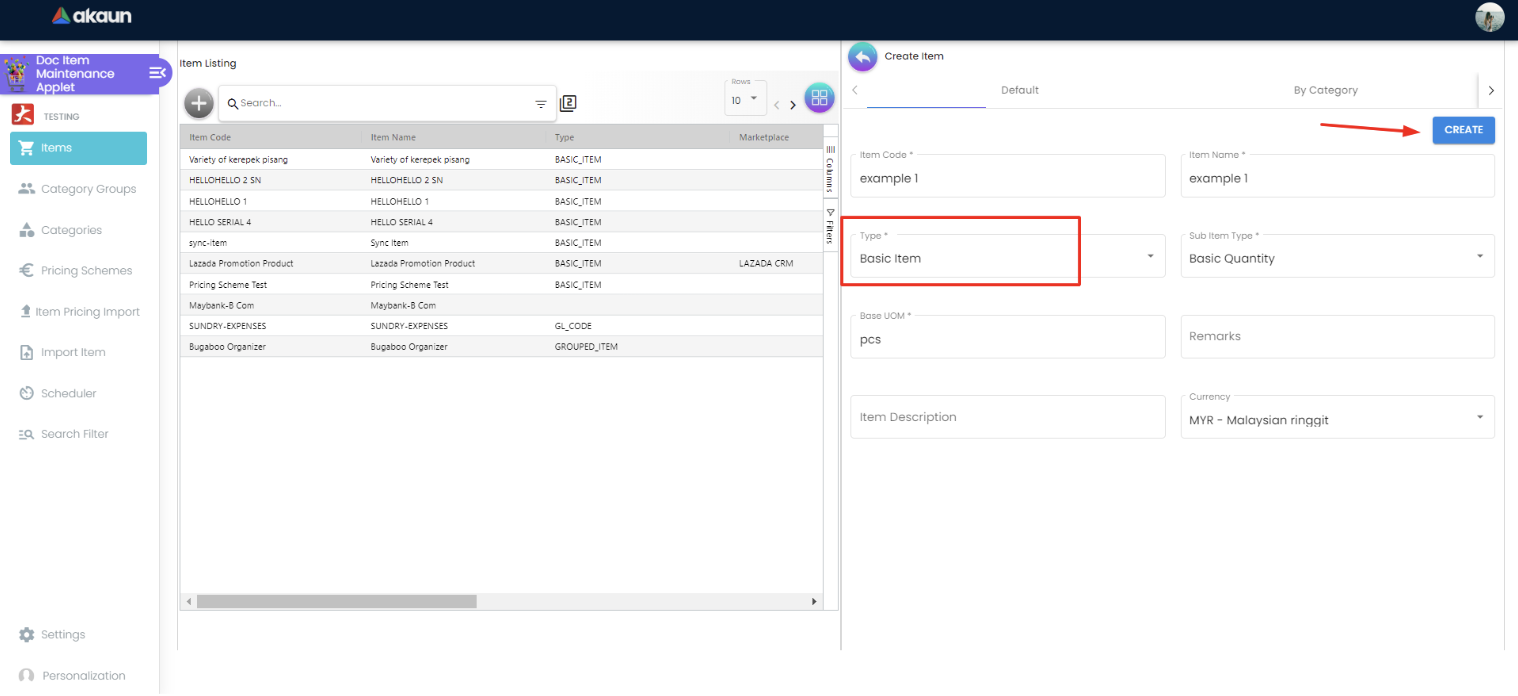 akaun
Doc Item
Maintenance
Applet
TESTING
Items
Category Groups
Categories
Pricing Schemes
Item Pricing Import
Import Item
Scheduler
Search Filter
Settings
Personalization
Item Listing
Search...
2
Rows
10
Item Code Item Name Type Marketplace
Variety of kerepek pisang Variety of kerepek pisang BASIC_ITEM
HELLOHELLO 2 SN HELLOHELLO 2 SN BASIC_ITEM
HELLOHELLO 1 HELLOHELLO 1 BASIC_ITEM
HELLO SERIAL 4 HELLO SERIAL 4 BASIC_ITEM
sync-item Sync Item BASIC_ITEM
Lazada Promotion Product Lazada Promotion Product BASIC_ITEM LAZADA CRM
Pricing Scheme Test Pricing Scheme Test BASIC_ITEM
Maybank-B Com Maybank-B Com
SUNDRY-EXPENSES SUNDRY-EXPENSES GL_CODE
Bugaboo Organizer Bugaboo Organizer GROUPED_ITEM
Columns
Filters
Create Item
Default By Category
CREATE
Item Code * Item Name *
example 1 example 1
Type * Sub Item Type *
Basic Item Basic Quantity
Base UOM *
pcs Remarks
Currency
Item Description MYR - Malaysian ringgit